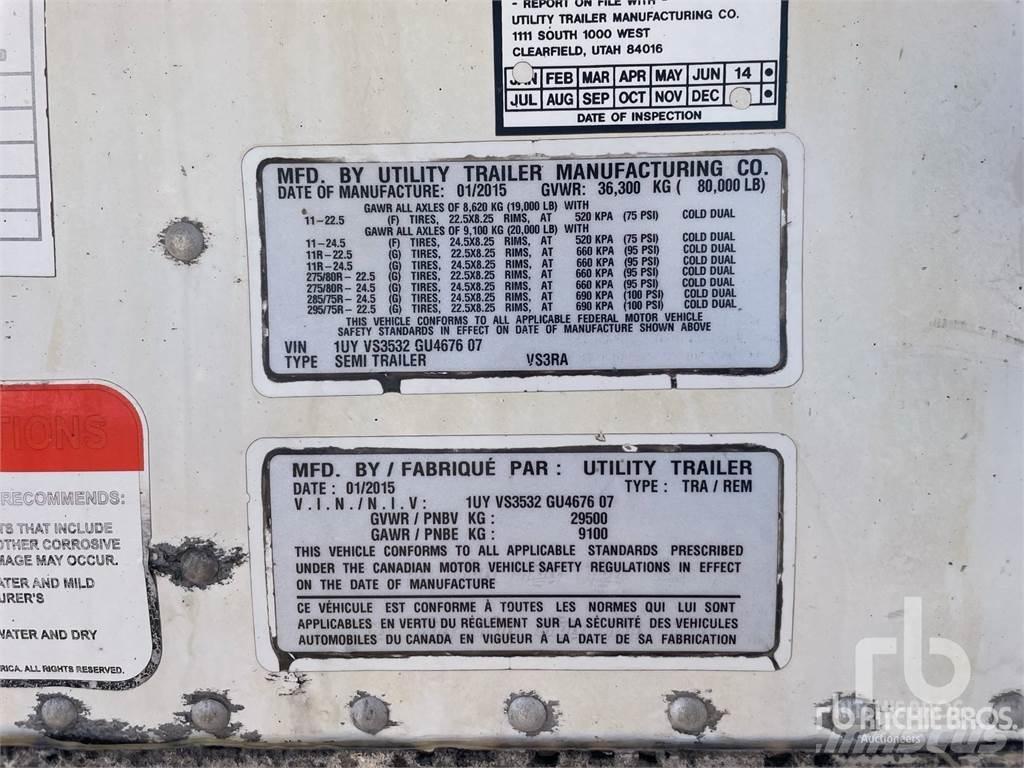 - REPORT ON FILE WITH -
UTILITY TRAILER MANUFACTURING CO.
1111 SOUTH 1000 WEST
CLEARFIELD, UTAH 84016
JAN FEB MAR APR MAY JUN 14
JUL AUG SEP OCT NOV DEC
DATE OF INSPECTION
MFD. BY UTILITY TRAILER MANUFACTURING CO.
DATE OF MANUFACTURE: 01/2015 GVWR: 36,300 KG ( 80,000 LB)
GAWR ALL AXLES OF 8,620 KG (19,000 LB) WITH
11-22.5 (F) TIRES, 22.5X8.25 RIMS, AT 520 KPA (75 PSI) COLD DUAL
GAWR ALL AXLES OF 9,100 KG (20,000 LB) WITH
11-24.5 (F) TIRES, 24.5X8.25 RIMS, AT 520 KPA (75 PSI) COLD DUAL
11R-22.5 (G) TIRES, 22.5X8.25 RIMS, AT 660 KPA (95 PSI) COLD DUAL
11R-24.5 (G) TIRES, 24.5X8.25 RIMS, AT 660 KPA (95 PSI) COLD DUAL
275/80R-22.5 (G) TIRES, 22.5X8.25 RIMS, AT 660 KPA (95 PSI) COLD DUAL
275/80R-24.5 (G) TIRES, 24.5X8.25 RIMS, AT 660 KPA (95 PSI) COLD DUAL
285/75R-24.5 (G) TIRES, 24.5X8.25 RIMS, AT 690 KPA (100 PSI) COLD DUAL
295/75R-22.5 (G) TIRES, 22.5X8.25 RIMS, AT 690 KPA (100 PSI) COLD DUAL
THIS VEHICLE CONFORMS TO ALL APPLICABLE FEDERAL MOTOR VEHICLE
SAFETY STANDARDS IN EFFECT ON DATE OF MANUFACTURE SHOWN ABOVE
VIN 1UY VS3532 GU4676 07
TYPE SEMI TRAILER VS3RA
TIONS
RECOMMENDS:
TS THAT INCLUDE
OTHER CORROSIVE
MAGE MAY OCCUR.
ATER AND MILD
URER'S
WATER AND DRY
RICA. ALL RIGHTS RESERVED.
MFD. BY / FABRIQUÉ PAR : UTILITY TRAILER
DATE : 01/2015 TYPE : TRA / REM
V.I.N./N.I.V: 1UY VS3532 GU4676 07
GVWR / PNBV KG : 29500
GAWR / PNBE KG : 9100
THIS VEHICLE CONFORMS TO ALL APPLICABLE STANDARDS PRESCRIBED
UNDER THE CANADIAN MOTOR VEHICLE SAFETY REGULATIONS IN EFFECT
ON THE DATE OF MANUFACTURE
CE VÉHICULE EST CONFORME À TOUTES LES NORMES QUI LUI SONT
APPLICABLES EN VERTU DU RÉGLEMENT SUR LA SÉCURITÉ DES VEHICULES
AUTOMOBILES DU CANADA EN VIGUEUR À LA DATE DE SA FABRICATION
rb
rb RITCHIE BROS.
Auctioneers